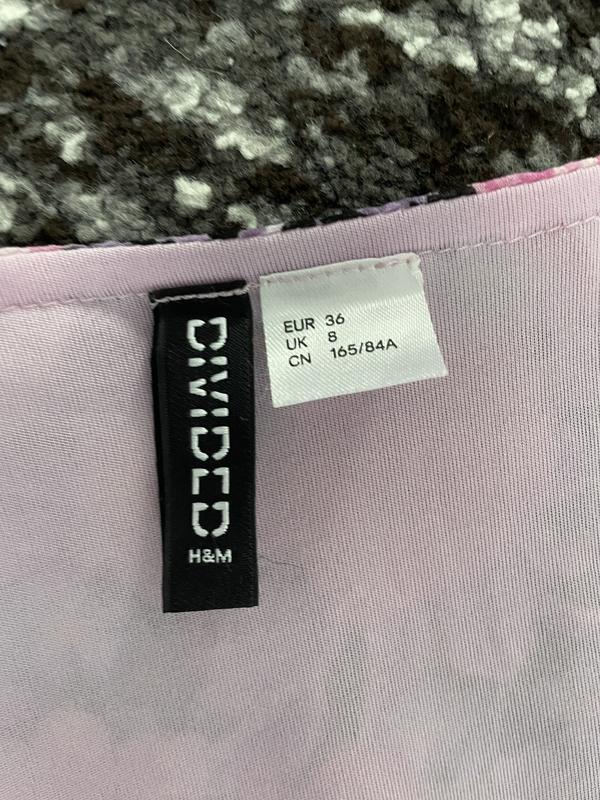 DIVIDED
H&M
EUR 36
UK 8
CN 165/84A